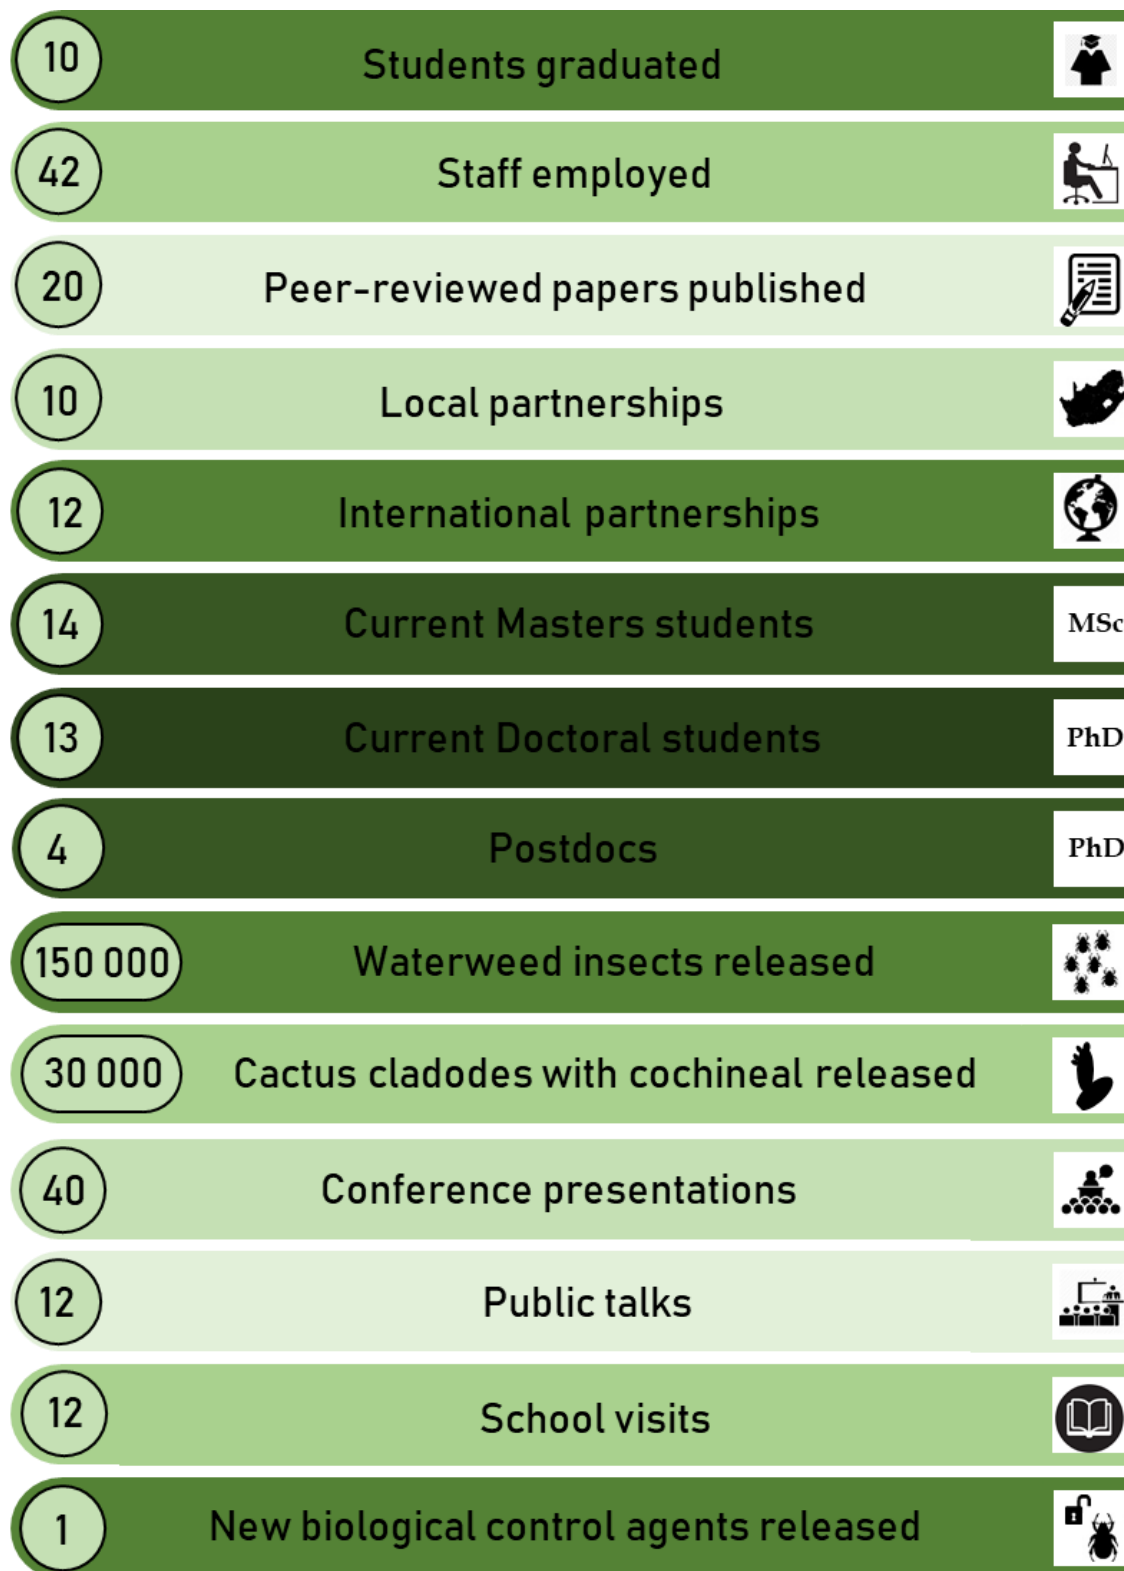 10 Students graduated
42 Staff employed
20 Peer-reviewed papers published
10 Local partnerships
12 International partnerships
14 Current Masters students MSc
13 Current Doctoral students PhD
4 Postdocs PhD
150 000 Waterweed insects released
30 000 Cactus cladodes with cochineal released
40 Conference presentations
12 Public talks
12 School visits
1 New biological control agents released